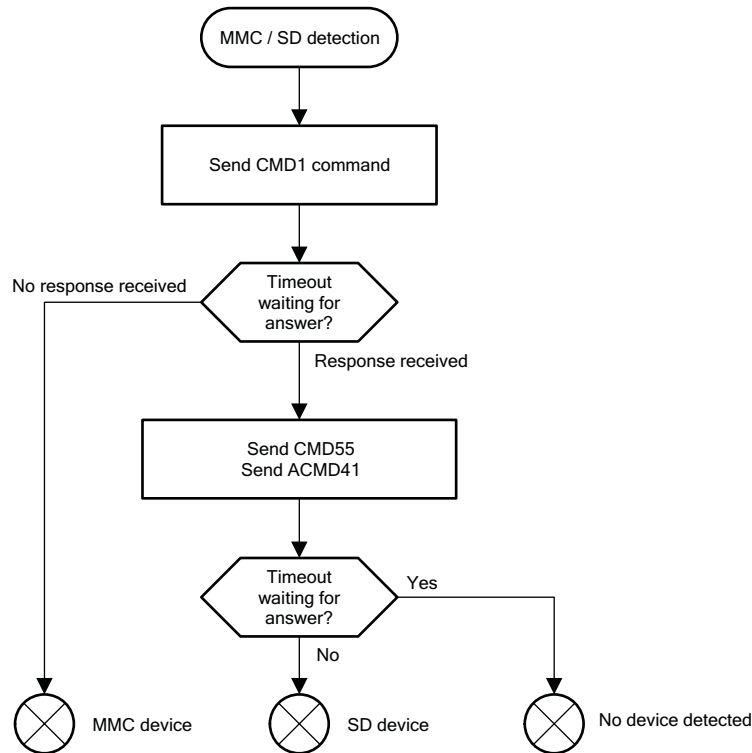 MMC / SD detection
Send CMD1 command
No response received
Timeout
waiting for
answer?
Response received
Send CMD55
Send ACMD41
Timeout
waiting for
answer?
Yes
No
MMC device
SD device
No device detected